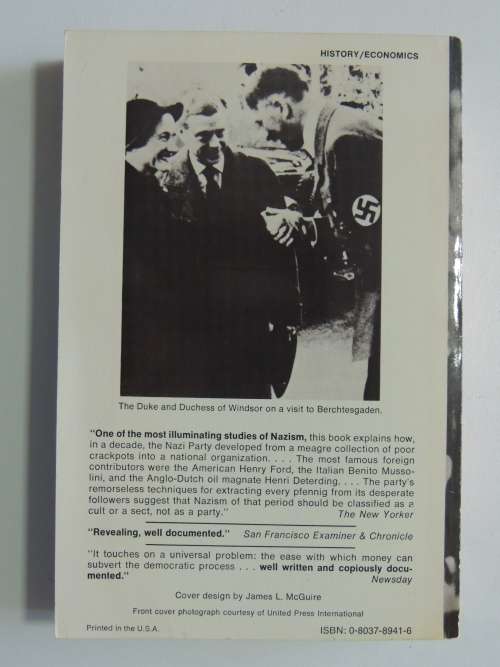 HISTORY/ECONOMICS
The Duke and Duchess of Windsor on a visit to Berchtesgaden.
"One of the most illuminating studies of Nazism, this book explains how,
in a decade, the Nazi Party developed from a meagre collection of poor
crackpots into a national organization. . . . The most famous foreign
contributors were the American Henry Ford, the Italian Benito Musso-
lini, and the Anglo-Dutch oil magnate Henri Deterding. . . . The party's
remorseless techniques for extracting every pfennig from its desperate
followers suggest that Nazism of that period should be classified as a
cult or a sect, not as a party." The New Yorker
"Revealing, well documented." San Francisco Examiner & Chronicle
"It touches on a universal problem: the ease with which money can
subvert the democratic process . . . well written and copiously docu-
mented." Newsday
Cover design by James L. McGuire
Front cover photograph courtesy of United Press International
Printed in the U.S.A. ISBN: 0-8037-8941-6